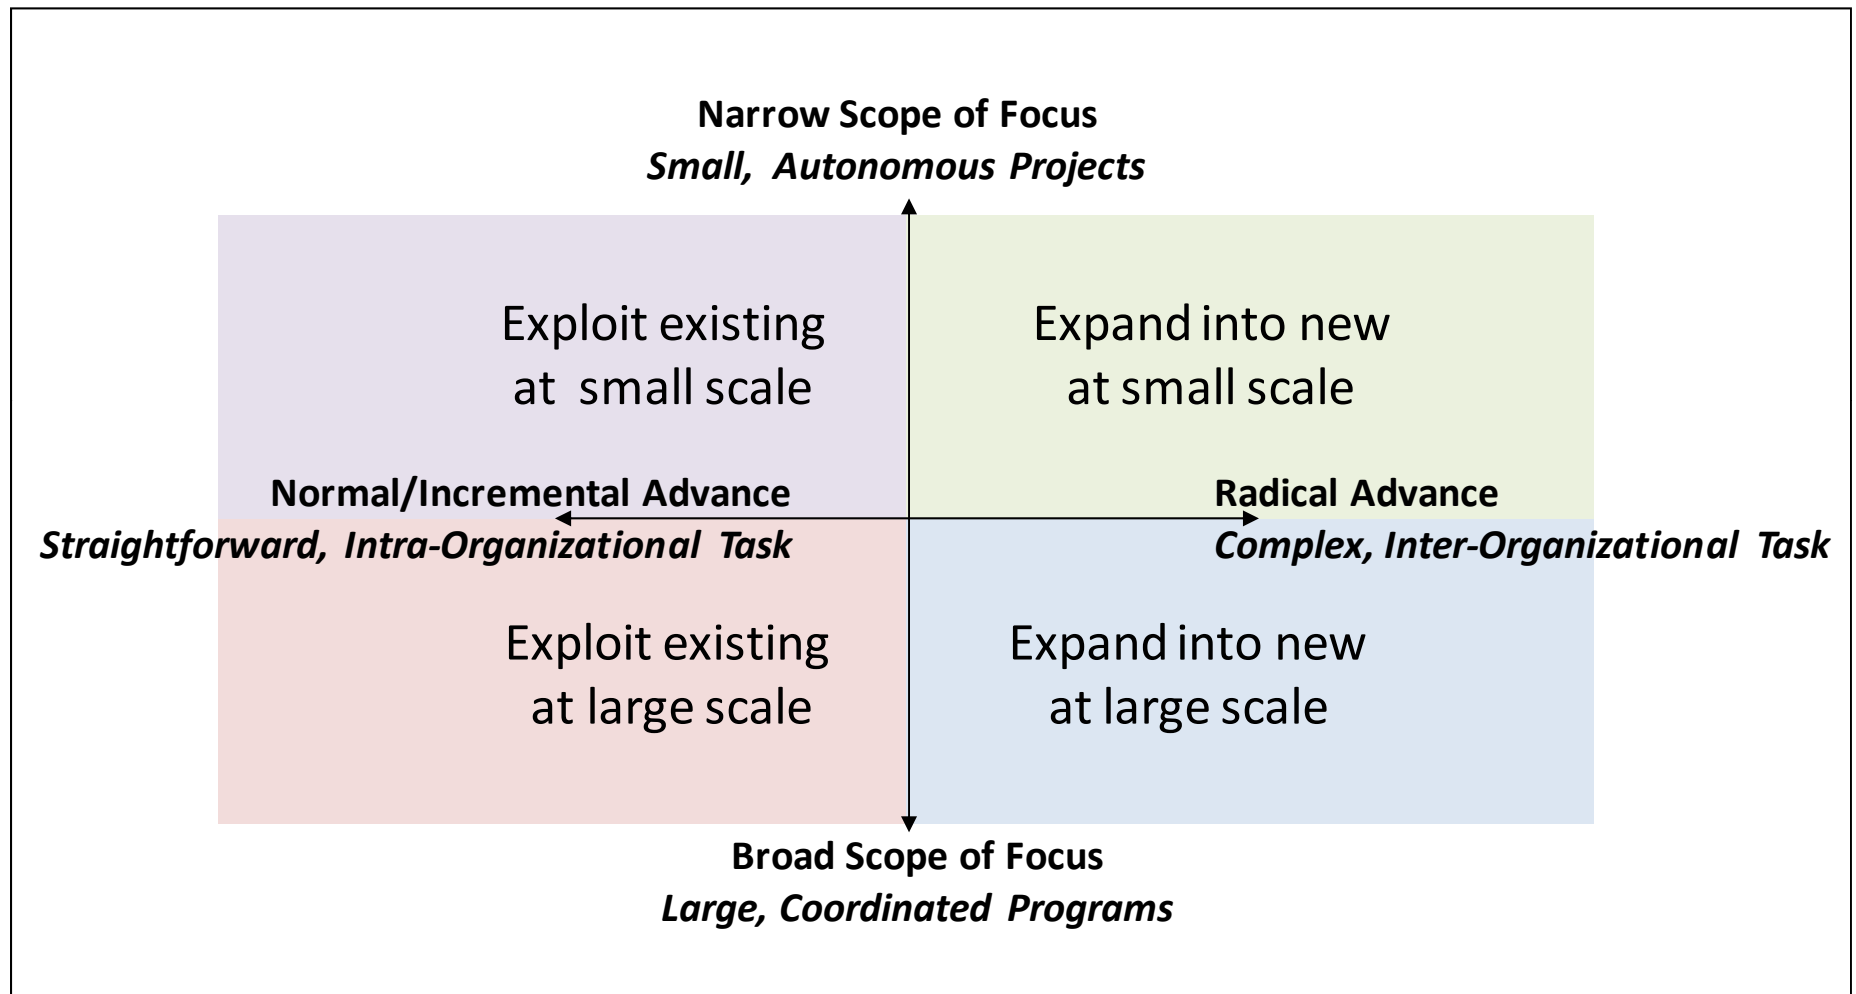 Narrow Scope of Focus
Small, Autonomous Projects
Exploit existing
at small scale
Expand into new
at small scale
Normal/Incremental Advance
Straightforward, Intra-Organizational Task
Radical Advance
Complex, Inter-Organizational Task
Exploit existing
at large scale
Expand into new
at large scale
Broad Scope of Focus
Large, Coordinated Programs